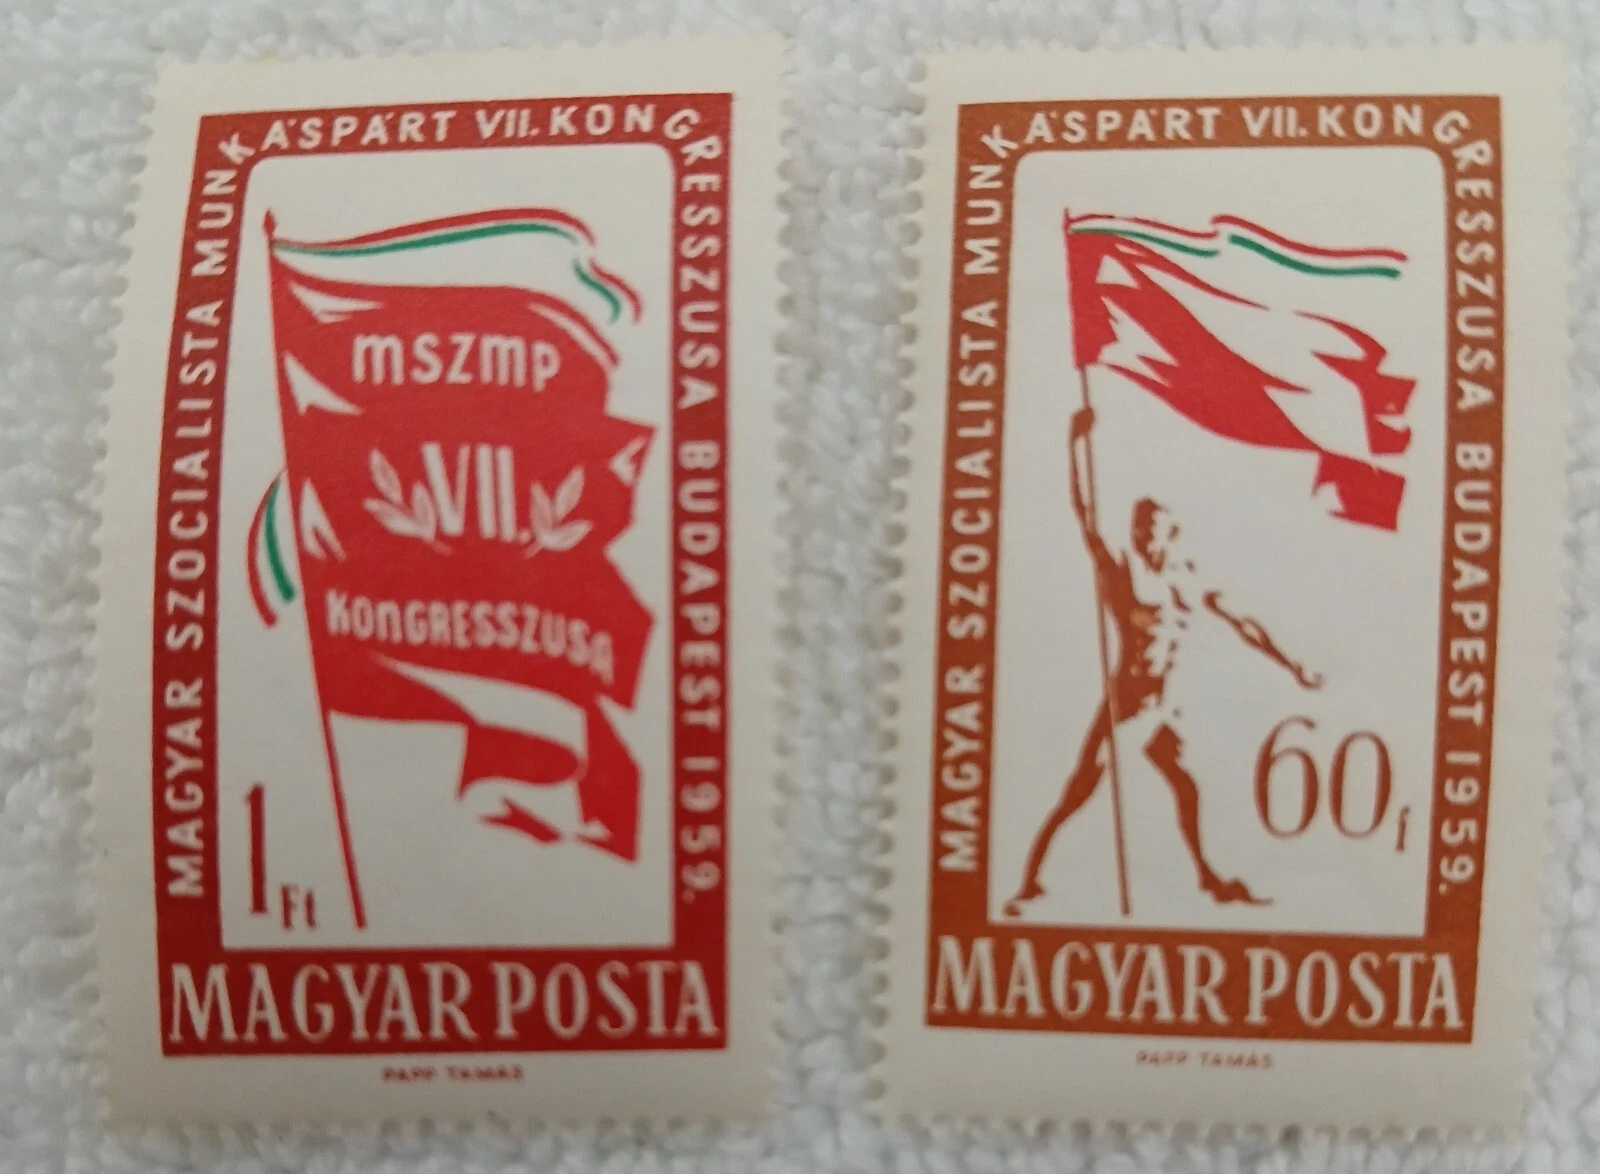 MAGYAR SZOCIALISTA MUNKÁSPÁRT VII. KONGRESSZUSA BUDAPEST 1959.
mszmp
VII.
KONGRESSZUSA
1 Ft
MAGYAR POSTA
PAPP TAMÁS
MAGYAR SZOCIALISTA MUNKÁSPÁRT VII. KONGRESSZUSA BUDAPEST 1959.
60 f
MAGYAR POSTA
PAPP TAMÁS